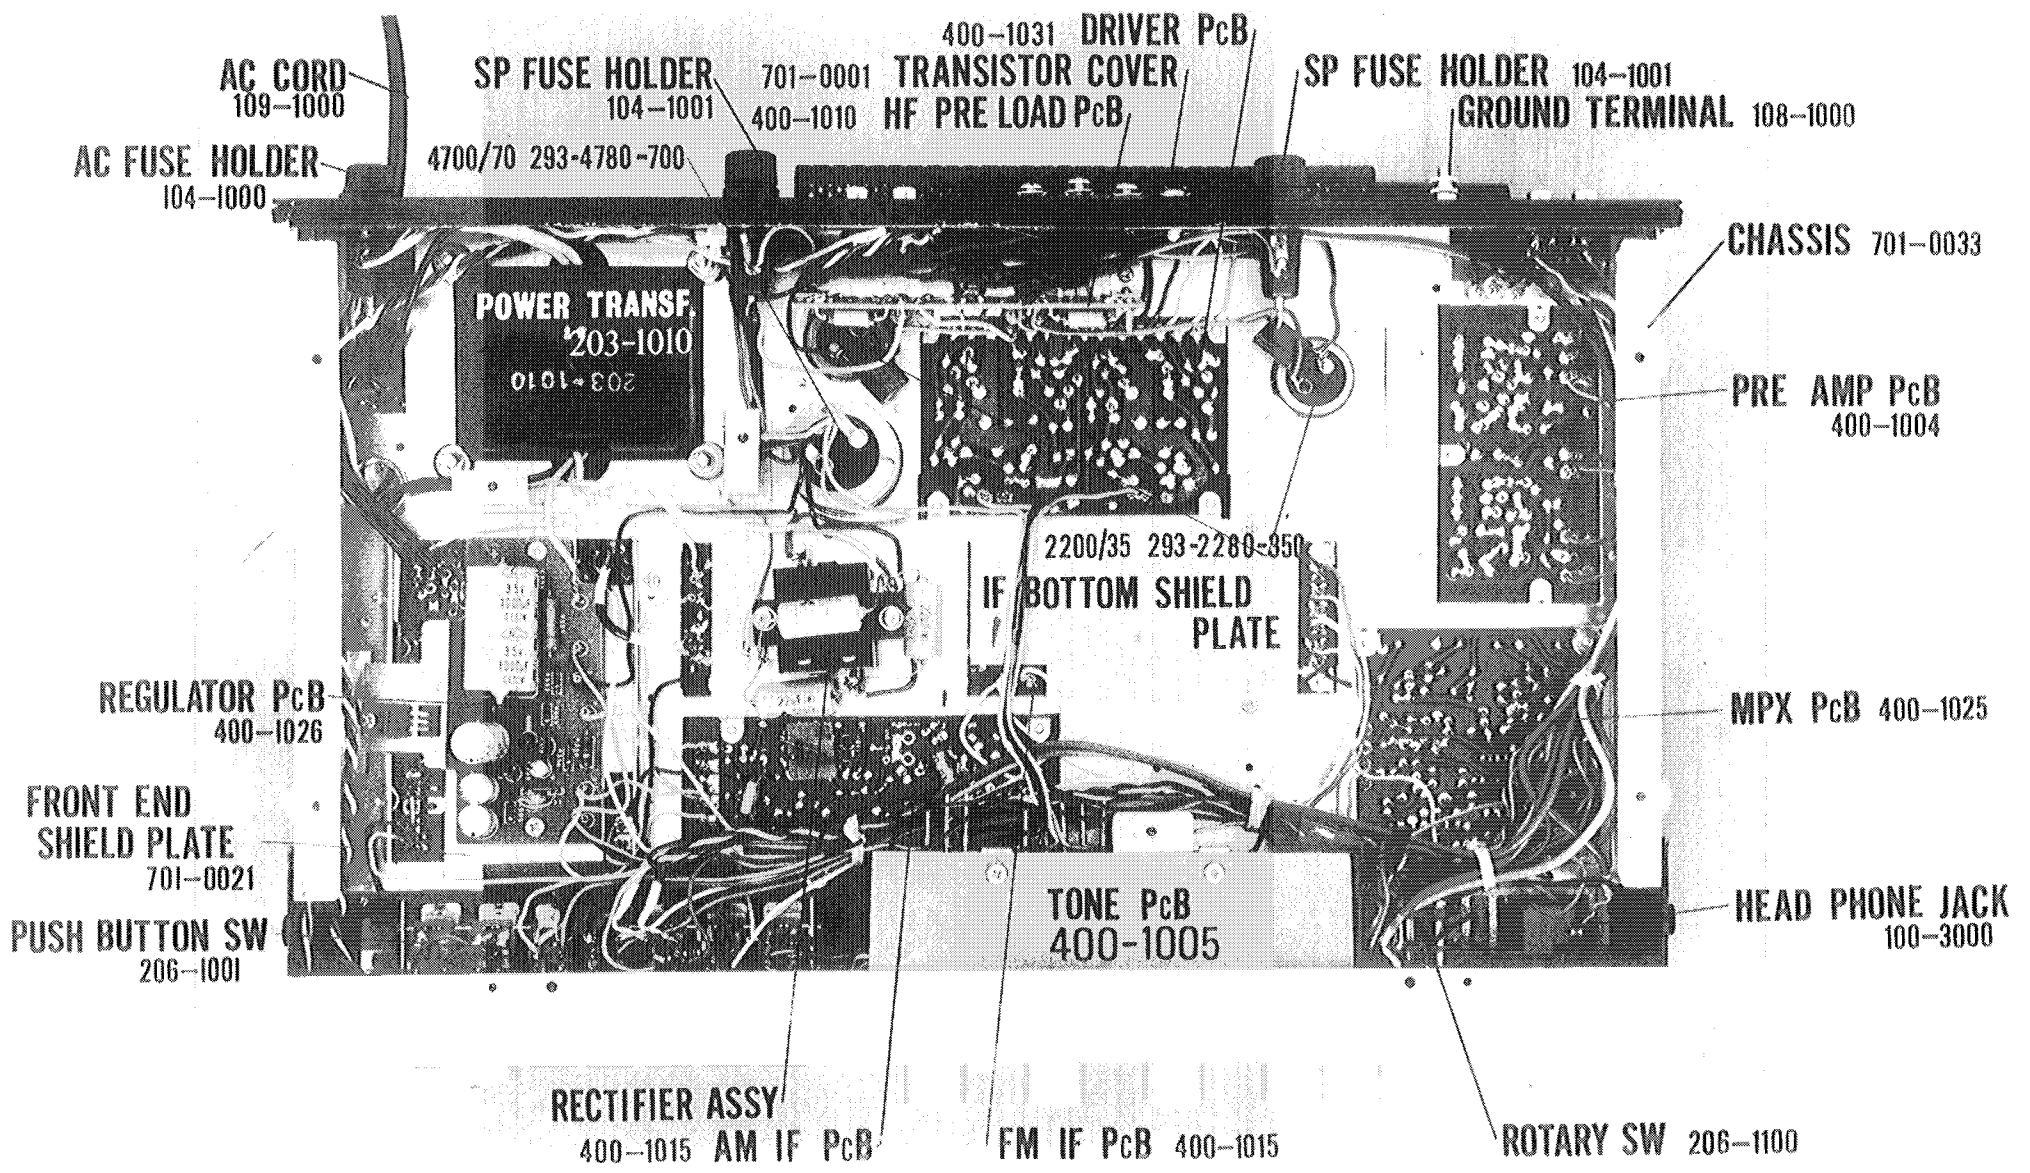 400-1031 DRIVER PcB
AC CORD
109-1000
SP FUSE HOLDER
104-1001
701-0001 TRANSISTOR COVER
400-1010 HF PRE LOAD PcB
SP FUSE HOLDER 104-1001
GROUND TERMINAL 108-1000
AC FUSE HOLDER
104-1000
4700/70 293-4780-700
CHASSIS 701-0033
POWER TRANSF.
203-1010
203-1010
PRE AMP PcB
400-1004
2200/35 293-2280-350
IF BOTTOM SHIELD
PLATE
REGULATOR PcB
400-1026
MPX PcB 400-1025
FRONT END
SHIELD PLATE
701-0021
PUSH BUTTON SW
206-1001
TONE PcB
400-1005
HEAD PHONE JACK
100-3000
RECTIFIER ASSY
400-1015 AM IF PcB
FM IF PcB 400-1015
ROTARY SW 206-1100